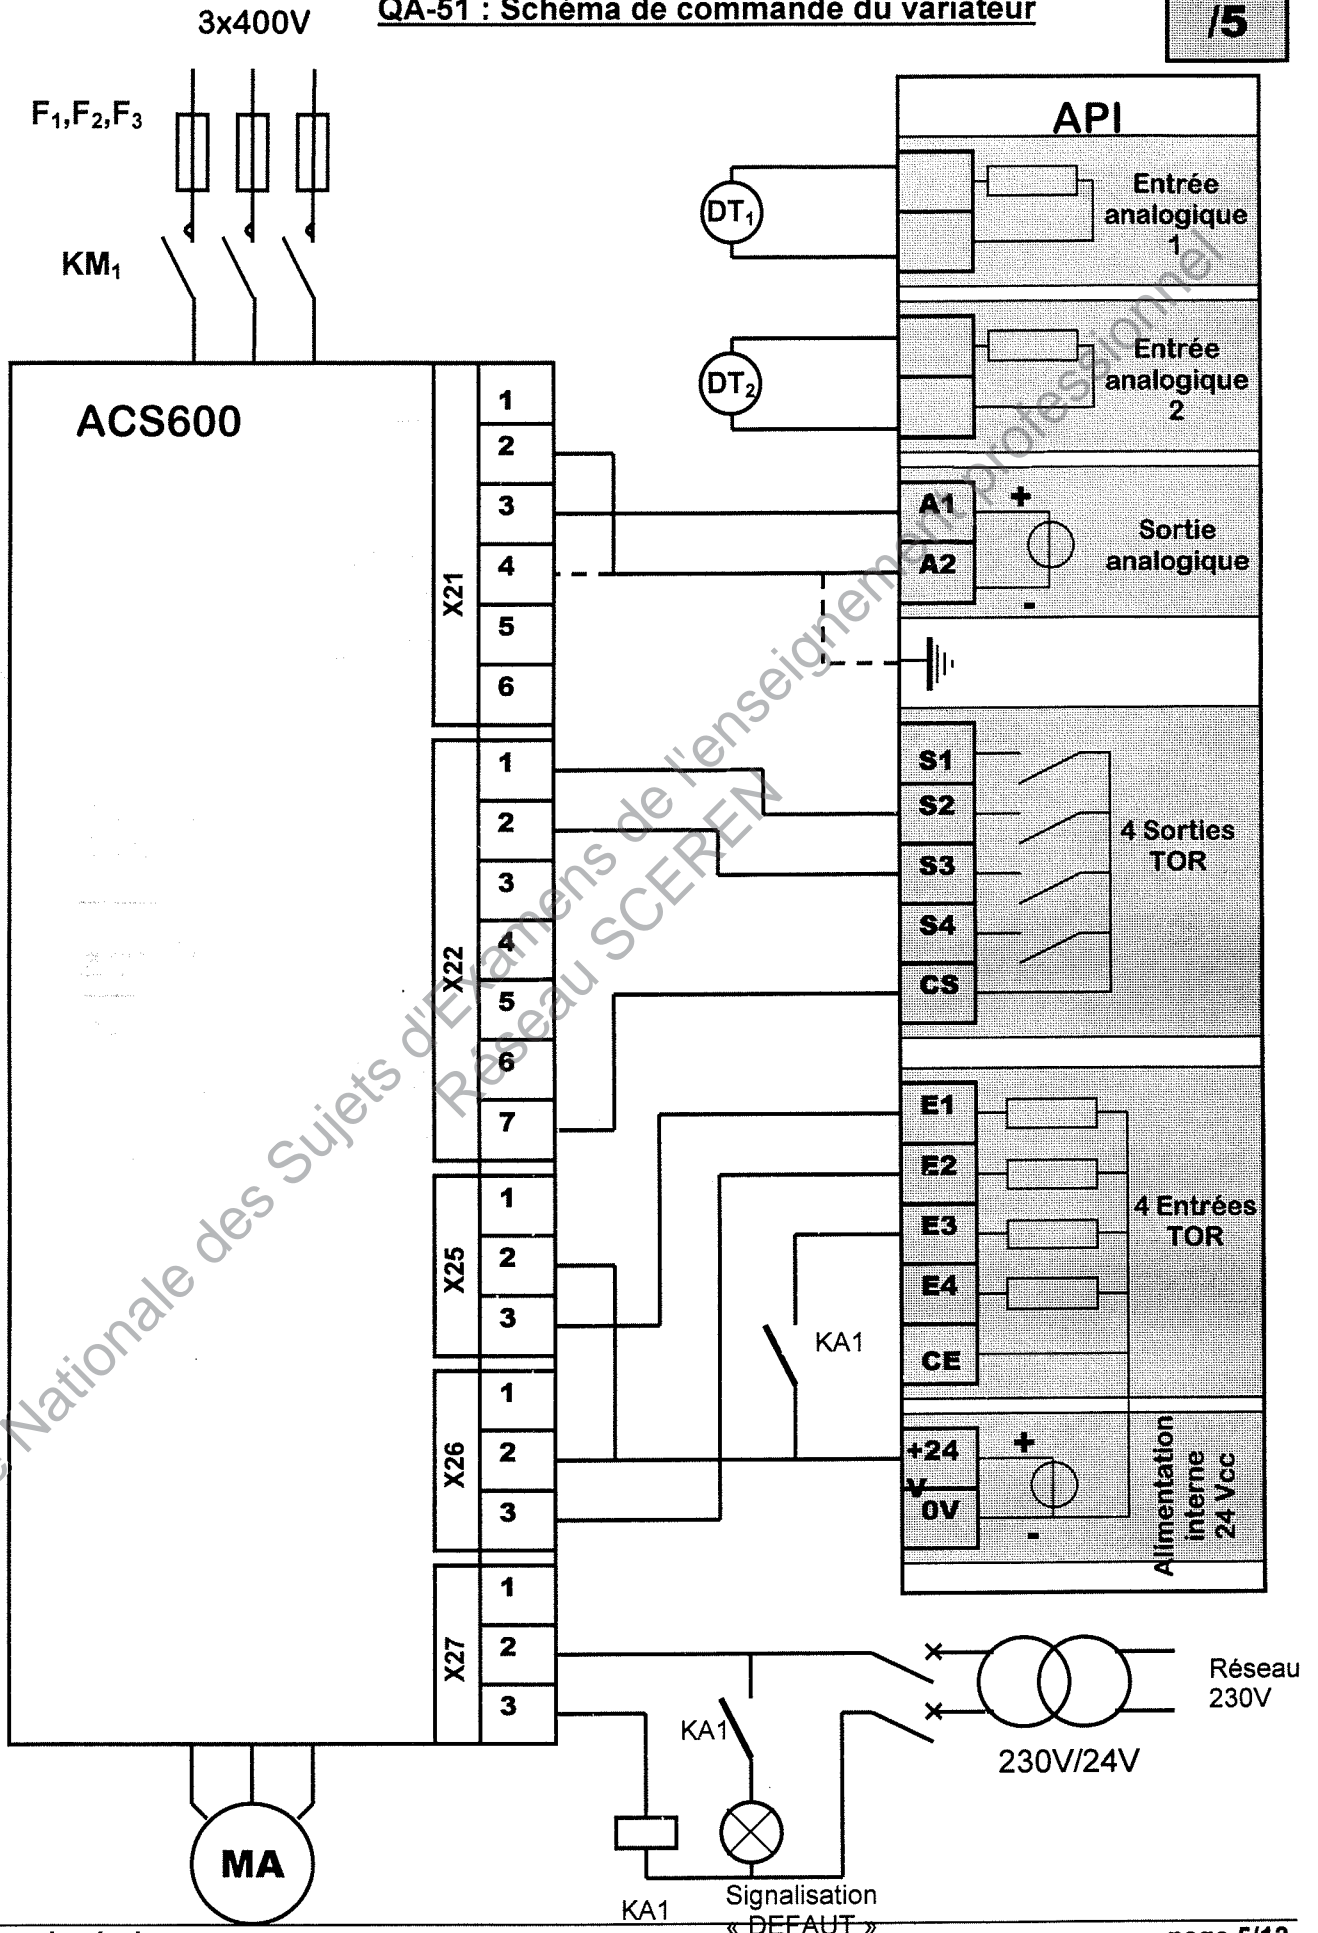 QA-51 : Schéma de commande du variateur
/5
3x400V
F1,F2,F3
KM1
API
DT1
Entrée
analogique
1
DT2
Entrée
analogique
2
ACS600
X21
1
2
3
4
5
6
A1
A2
+
-
Sortie
analogique
X22
1
2
3
4
5
6
7
S1
S2
S3
S4
CS
4 Sorties
TOR
X25
1
2
3
E1
E2
E3
E4
CE
4 Entrées
TOR
KA1
X26
1
2
3
+24
V
0V
+
-
Alimentation
interne
24 Vcc
X27
1
2
3
KA1
Réseau
230V
230V/24V
MA
KA1
Signalisation
« DEFAUT »
page 5/12
Nationale des Sujets d'Examens de l'enseignement professionnel
Réseau SCEREN